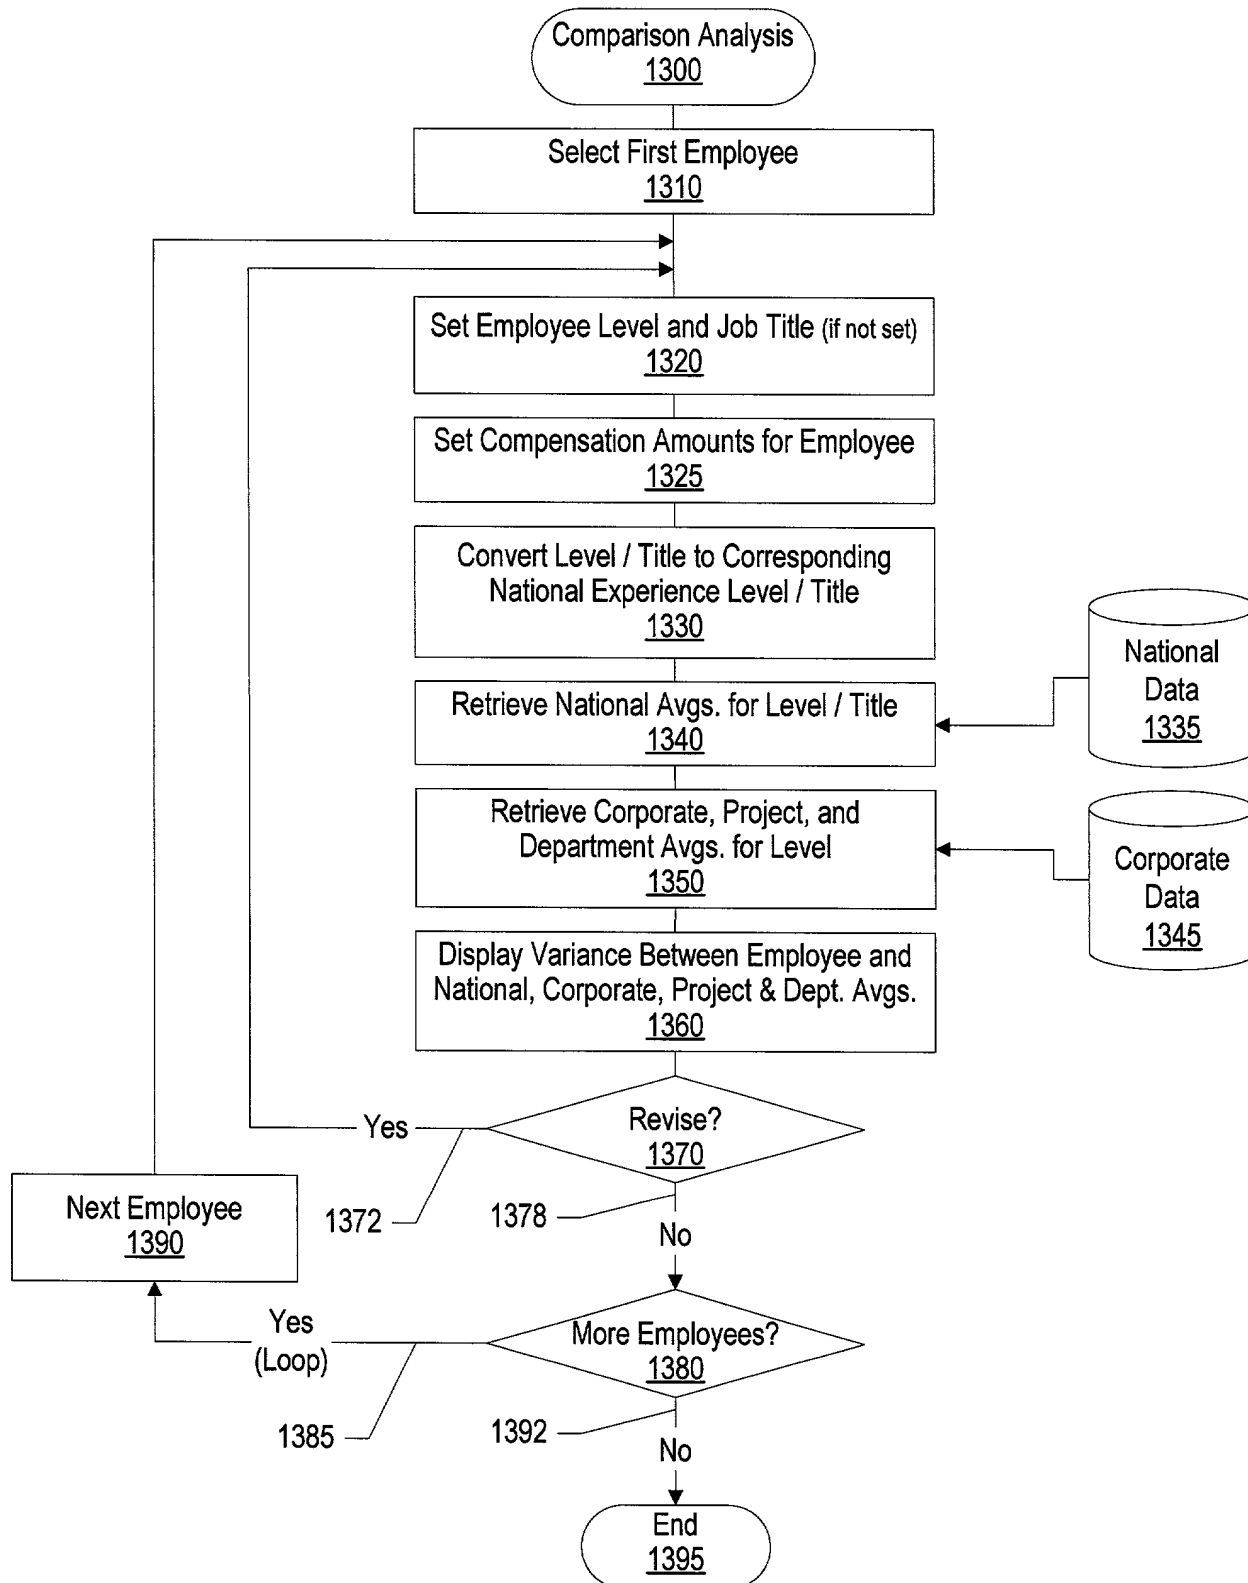 Comparison Analysis
1300
Select First Employee
1310
Set Employee Level and Job Title (if not set)
1320
Set Compensation Amounts for Employee
1325
Convert Level / Title to Corresponding
National Experience Level / Title
1330
National
Data
1335
Retrieve National Avgs. for Level / Title
1340
Retrieve Corporate, Project, and
Department Avgs. for Level
1350
Corporate
Data
1345
Display Variance Between Employee and
National, Corporate, Project & Dept. Avgs.
1360
Revise?
1370
Yes
1372
1378
No
Next Employee
1390
More Employees?
1380
Yes
(Loop)
1385
1392
No
End
1395